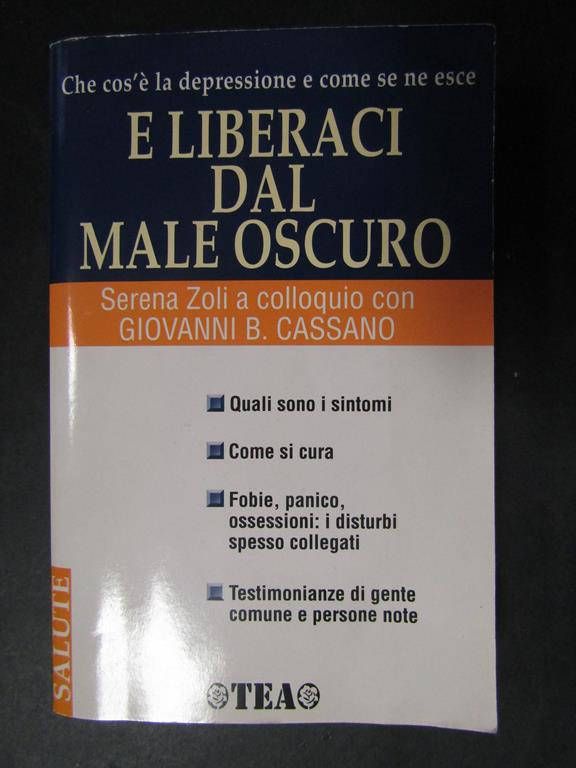 Che cos'è la depressione e come se ne esce
E LIBERACI
DAL
MALE OSCURO
Serena Zoli a colloquio con
GIOVANNI B. CASSANO
Quali sono i sintomi
Come si cura
Fobie, panico,
ossessioni: i disturbi
spesso collegati
Testimonianze di gente
comune e persone note
SALUTE
TEA